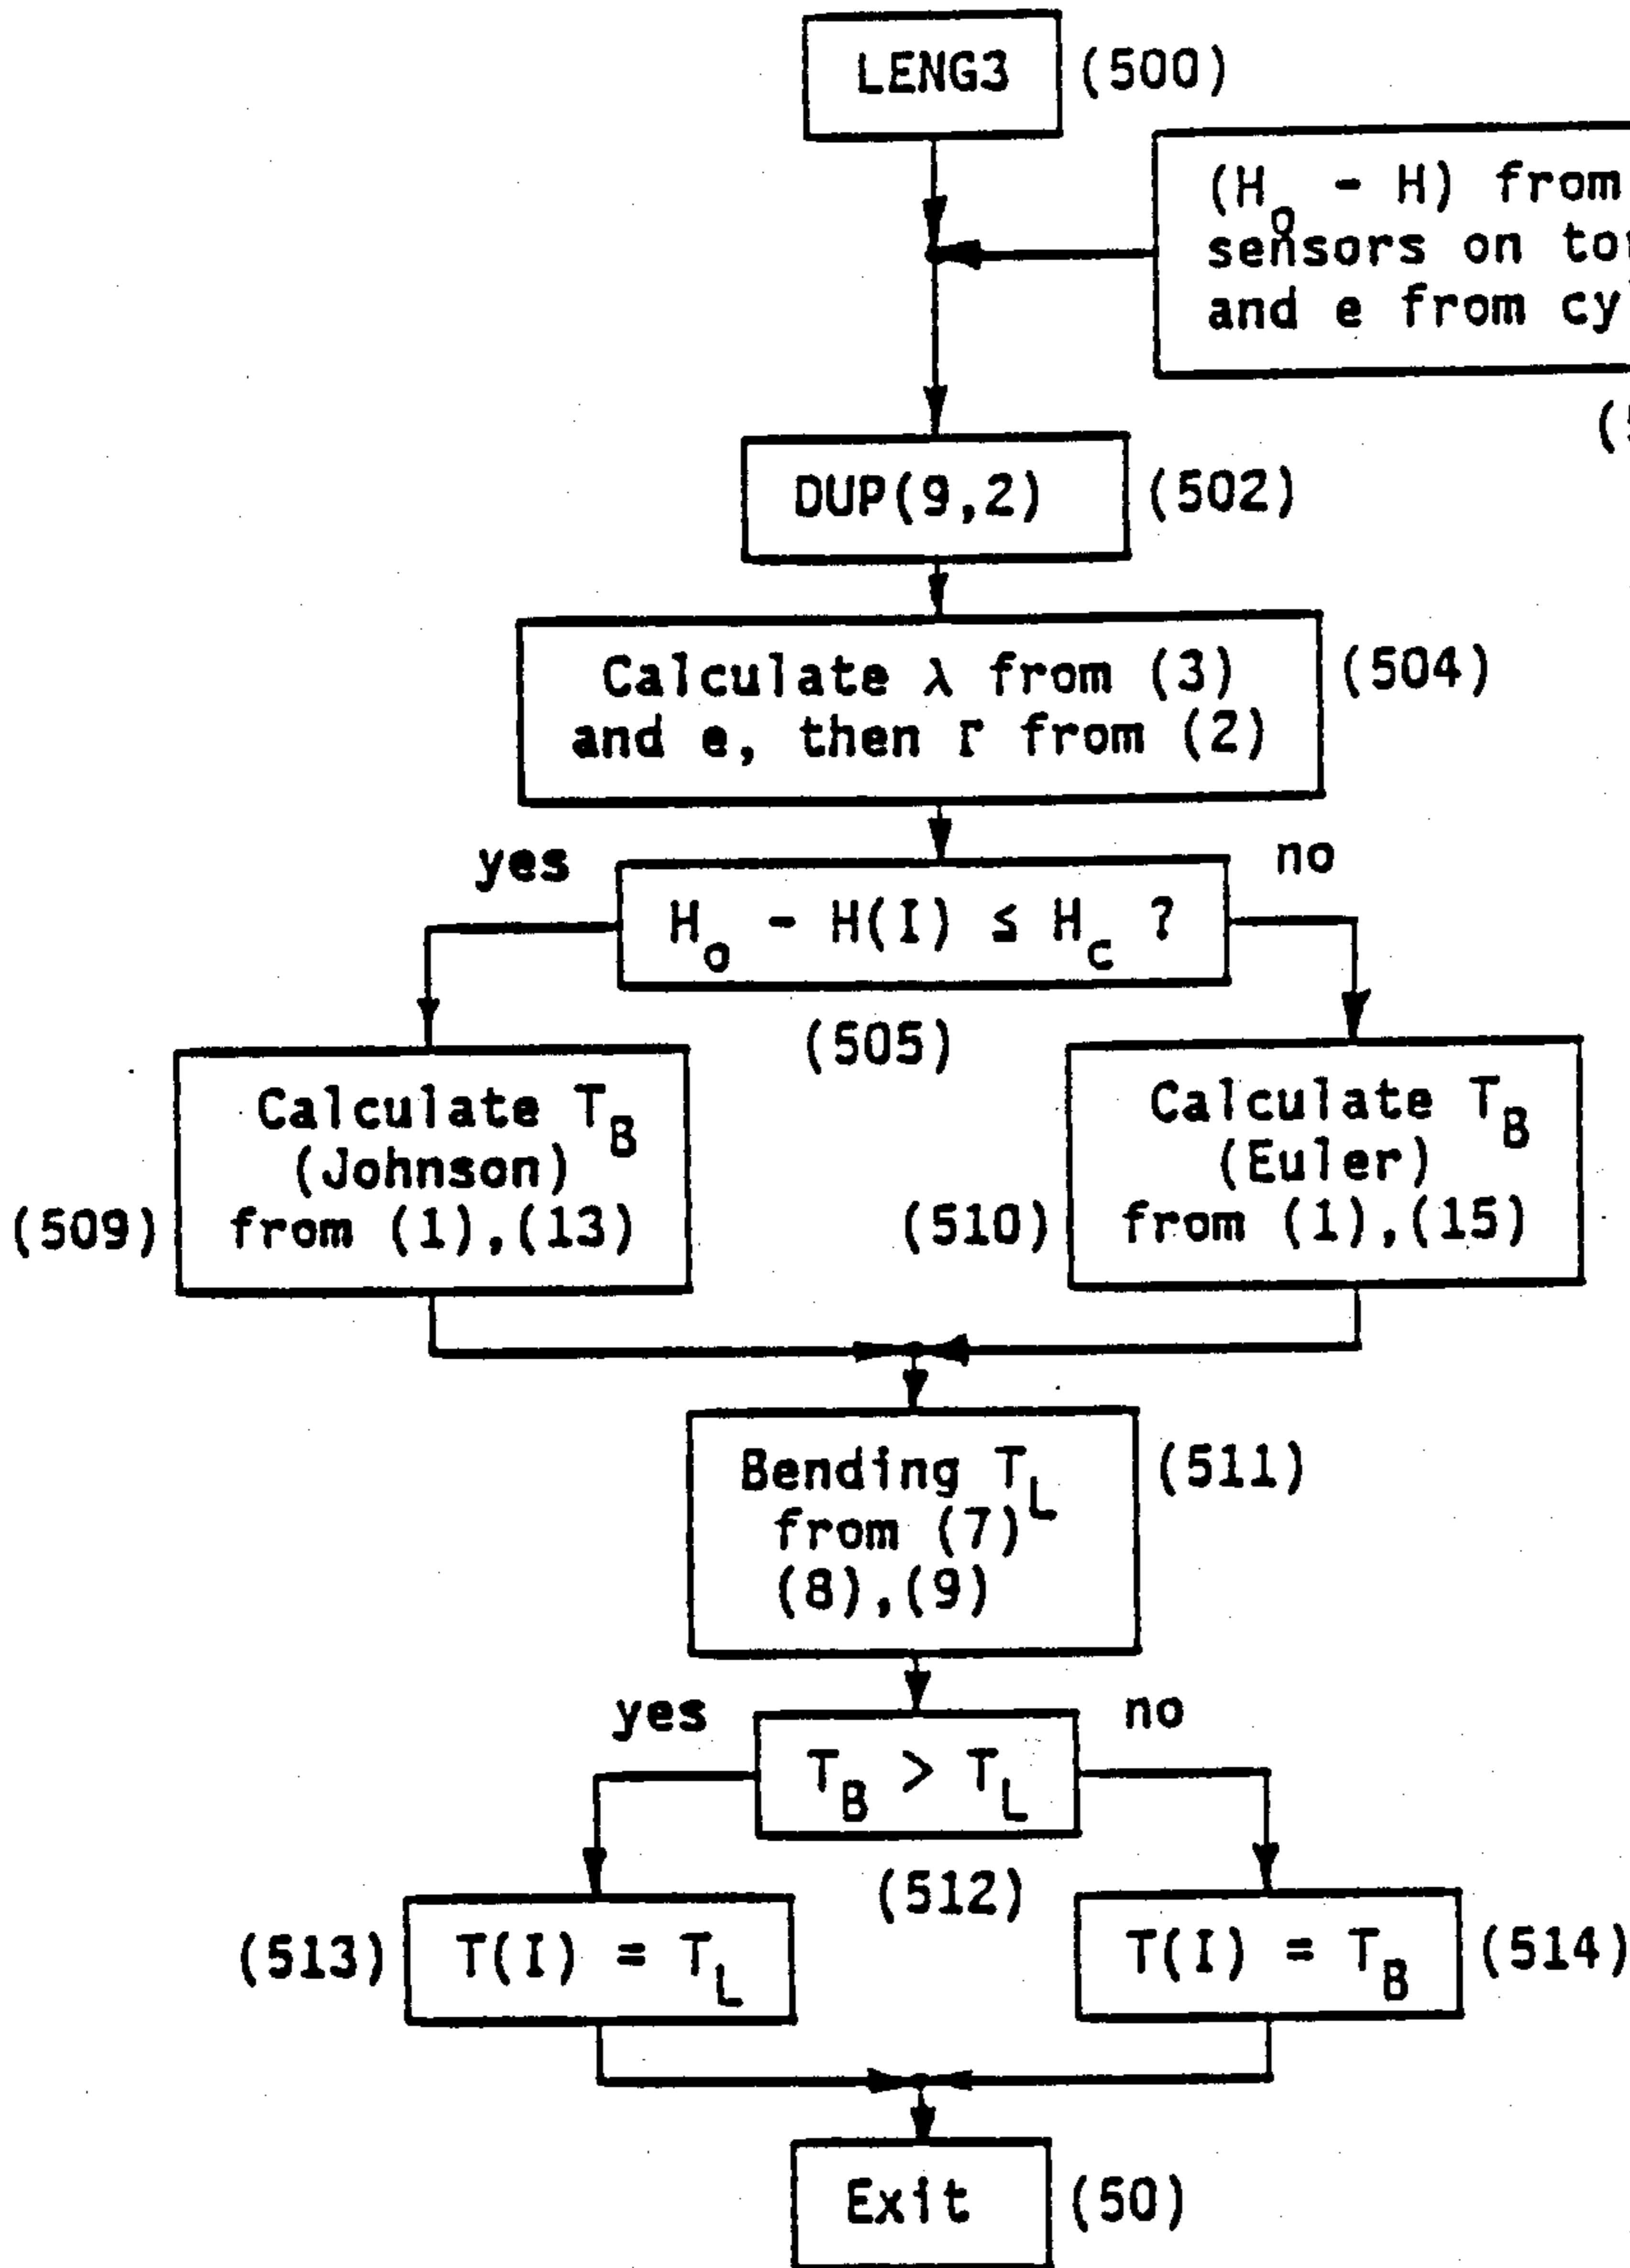 LENG3 (500)
(H_o - H) from
sensors on
and e from
DUP(9,2) (502)
Calculate λ from (3) (504)
and e, then Γ from (2)
yes no
H_o - H(I) ≤ H_c ?
(505)
Calculate T_B
(Johnson)
(509) from (1),(13)
Calculate T_B
(Euler)
(510) from (1),(15)
Bending T_L (511)
from (7)
(8),(9)
yes no
T_B > T_L
(512)
(513) T(I) = T_L
T(I) = T_B (514)
Exit (50)